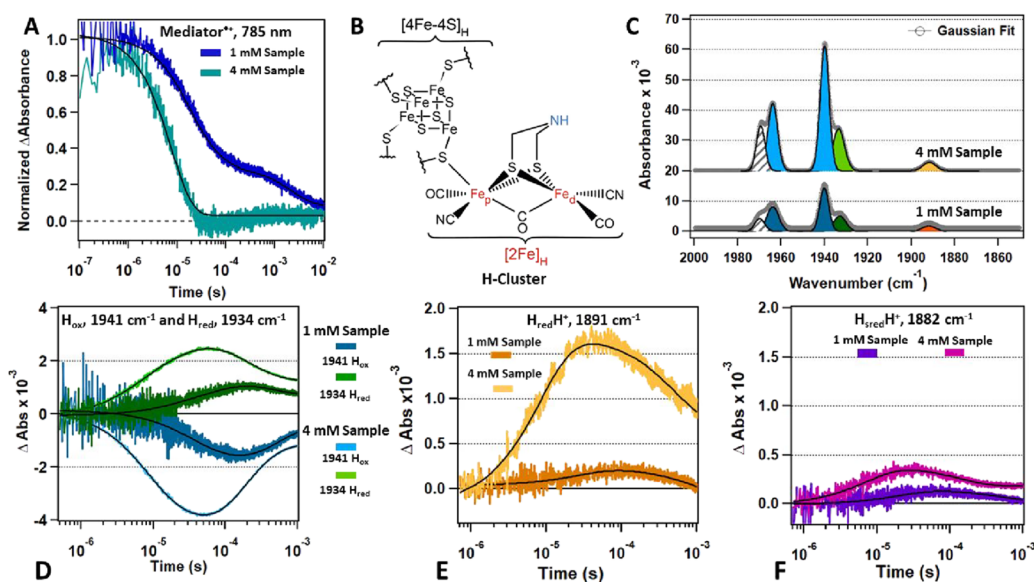 A
Mediator•+, 785 nm
1 mM Sample
4 mM Sample
Normalized ΔAbsorbance
1.0
0.8
0.6
0.4
0.2
0.0
10⁻⁷ 10⁻⁶ 10⁻⁵ 10⁻⁴ 10⁻³ 10⁻²
Time (s)
B
[4Fe-4S]H
S
S
Fe
S
Fe
S
Fe
S
Fe
S
S
S
NH
S
S
OC
Fep
Fed
CN
NC
C
O
CO
[2Fe]H
H-Cluster
C
Gaussian Fit
Absorbance x 10⁻³
70
60
50
40
30
20
10
0
4 mM Sample
1 mM Sample
2000 1980 1960 1940 1920 1900 1880 1860
Wavenumber (cm⁻¹)
Hox, 1941 cm⁻¹ and Hred, 1934 cm⁻¹
Δ Abs x10⁻³
4
2
0
-2
-4
10⁻⁶ 10⁻⁵ 10⁻⁴ 10⁻³
Time (s)
D
1 mM Sample
1941 Hox
1934 Hred
4 mM Sample
1941 Hox
1934 Hred
HredH⁺, 1891 cm⁻¹
1 mM Sample
4 mM Sample
Δ Abs x10⁻³
2.0
1.5
1.0
0.5
0.0
10⁻⁶ 10⁻⁵ 10⁻⁴ 10⁻³
Time (s)
E
HsredH⁺, 1882 cm⁻¹
1 mM Sample 4 mM Sample
Δ Abs x 10⁻³
2.0
1.5
1.0
0.5
0.0
10⁻⁶ 10⁻⁵ 10⁻⁴ 10⁻³
Time (s)
F